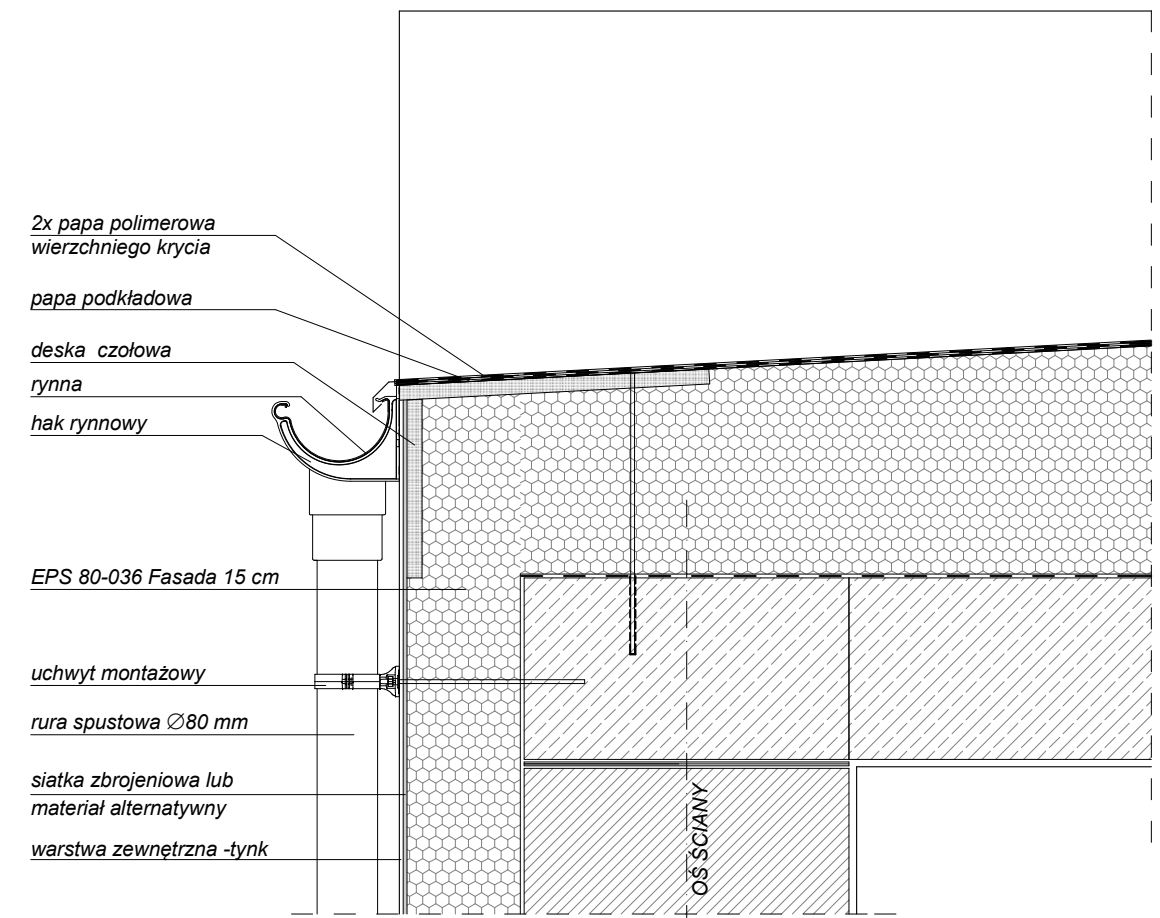 2x papa polimerowa
wierzchniego krycia
papa podkładowa
deska czołowa
rynna
hak rynnowy
EPS 80-036 Fasada 15 cm
uchwyt montażowy
rura spustowa ∅80 mm
siatka zbrojeniowa lub
materiał alternatywny
warstwa zewnętrzna -tynk
OŚ ŚCIANY